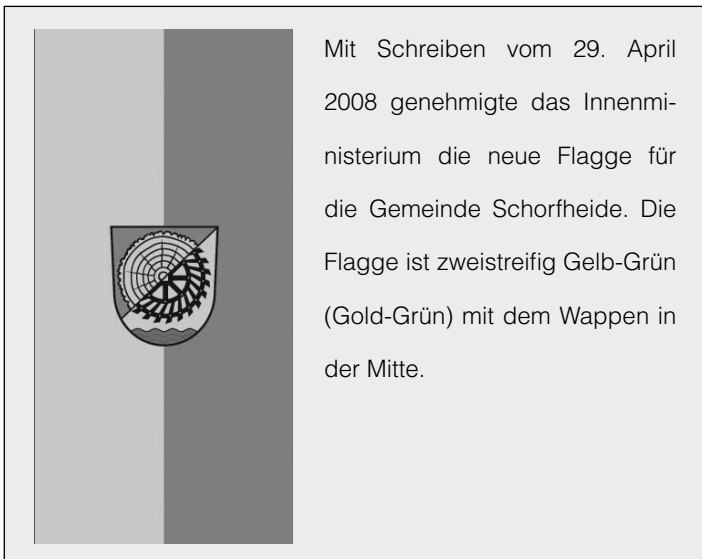 Mit Schreiben vom 29. April
2008 genehmigte das Innenmi-
nisterium die neue Flagge für
die Gemeinde Schorfheide. Die
Flagge ist zweistreifig Gelb-Grün
(Gold-Grün) mit dem Wappen in
der Mitte.